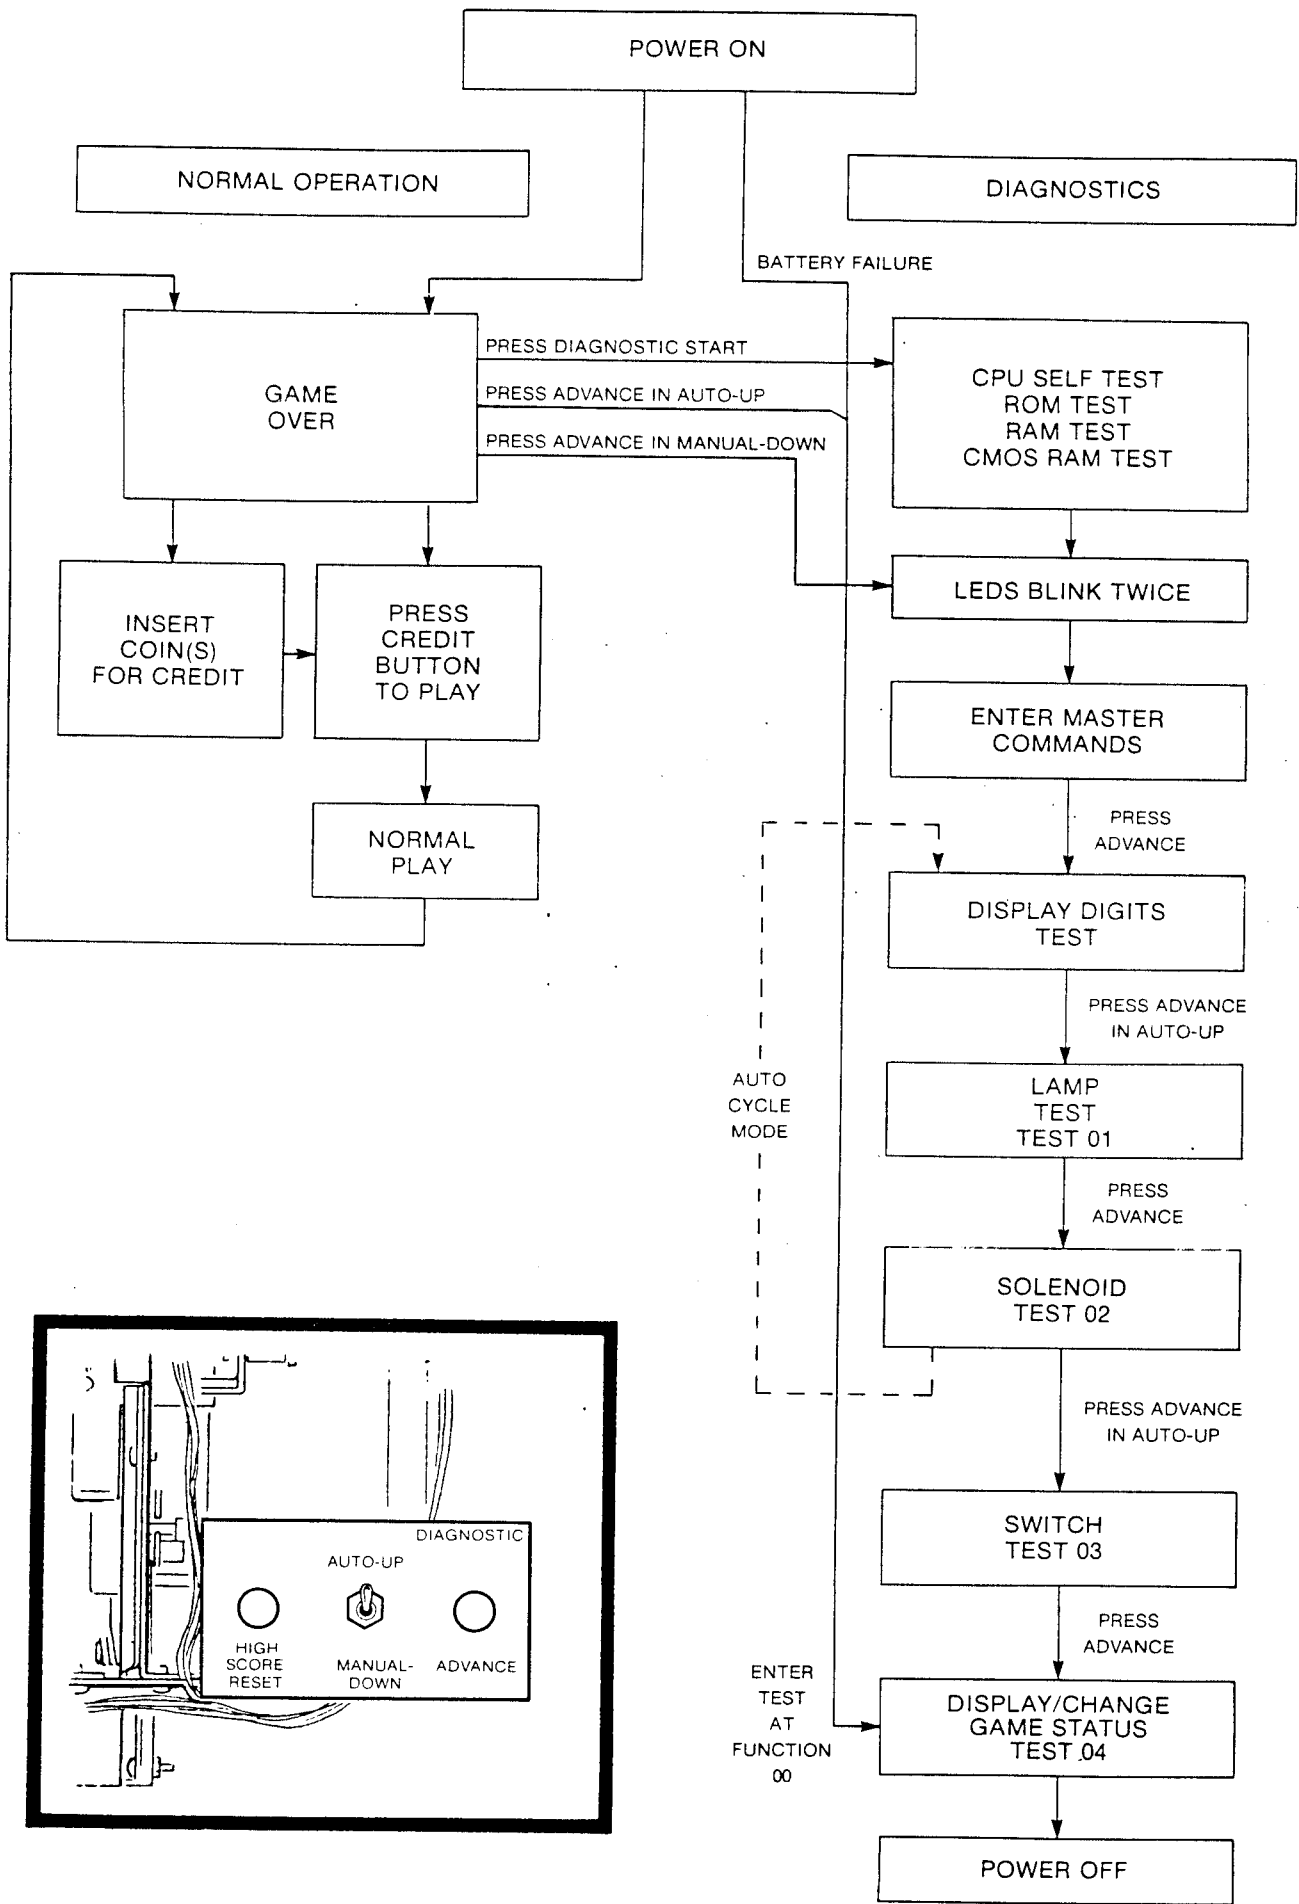 POWER ON
NORMAL OPERATION
DIAGNOSTICS
BATTERY FAILURE
GAME
OVER
PRESS DIAGNOSTIC START
PRESS ADVANCE IN AUTO-UP
PRESS ADVANCE IN MANUAL-DOWN
CPU SELF TEST
ROM TEST
RAM TEST
CMOS RAM TEST
LEDS BLINK TWICE
INSERT
COIN(S)
FOR CREDIT
PRESS
CREDIT
BUTTON
TO PLAY
ENTER MASTER
COMMANDS
NORMAL
PLAY
PRESS
ADVANCE
DISPLAY DIGITS
TEST
PRESS ADVANCE
IN AUTO-UP
AUTO
CYCLE
MODE
LAMP
TEST
TEST 01
PRESS
ADVANCE
SOLENOID
TEST 02
PRESS ADVANCE
IN AUTO-UP
SWITCH
TEST 03
PRESS
ADVANCE
ENTER
TEST
AT
FUNCTION
00
DISPLAY/CHANGE
GAME STATUS
TEST 04
POWER OFF
DIAGNOSTIC
AUTO-UP
HIGH
SCORE
RESET
MANUAL-
DOWN
ADVANCE